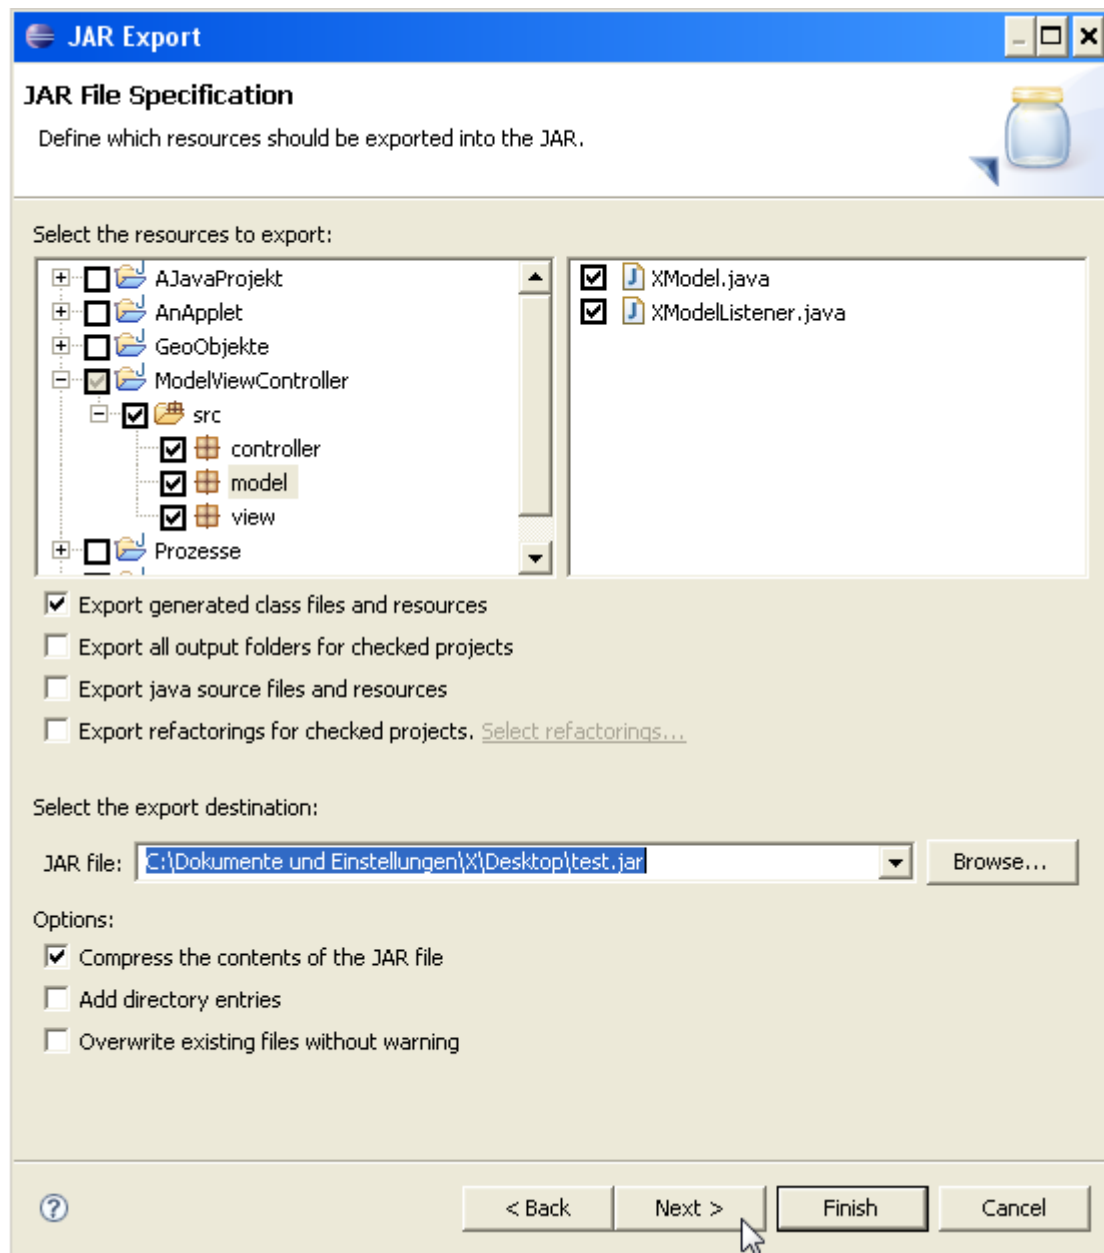 JAR Export
JAR File Specification
Define which resources should be exported into the JAR.
Select the resources to export:
AJavaProjekt
AnApplet
GeoObjekte
ModelViewController
src
controller
model
view
Prozesse
XModel.java
XModelListener.java
Export generated class files and resources
Export all output folders for checked projects
Export java source files and resources
Export refactorings for checked projects. Select refactorings...
Select the export destination:
JAR file: C:\Dokumente und Einstellungen\X\Desktop\test.jar Browse...
Options:
Compress the contents of the JAR file
Add directory entries
Overwrite existing files without warning
? < Back Next > Finish Cancel